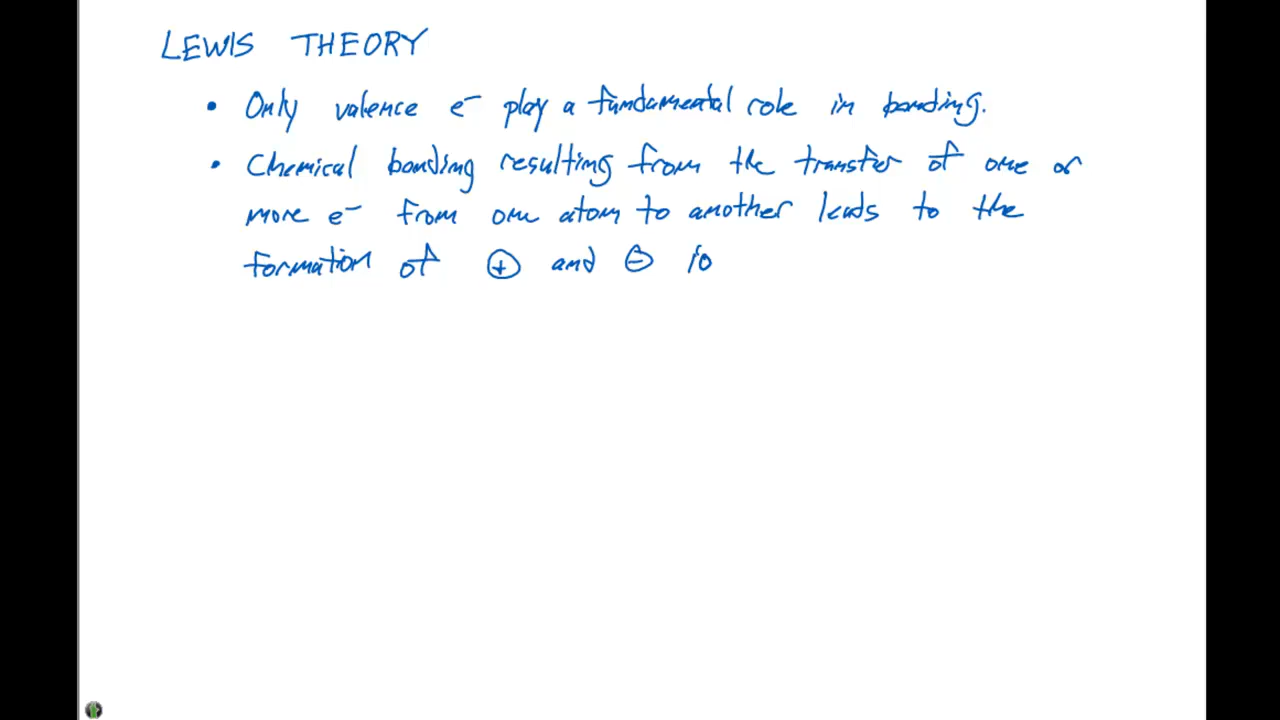 LEWIS THEORY
• Only valence e⁻ play a fundamental role in bonding.
• Chemical bonding resulting from the transfer of one or
more e⁻ from one atom to another leads to the
formation of ⊕ and ⊖ io